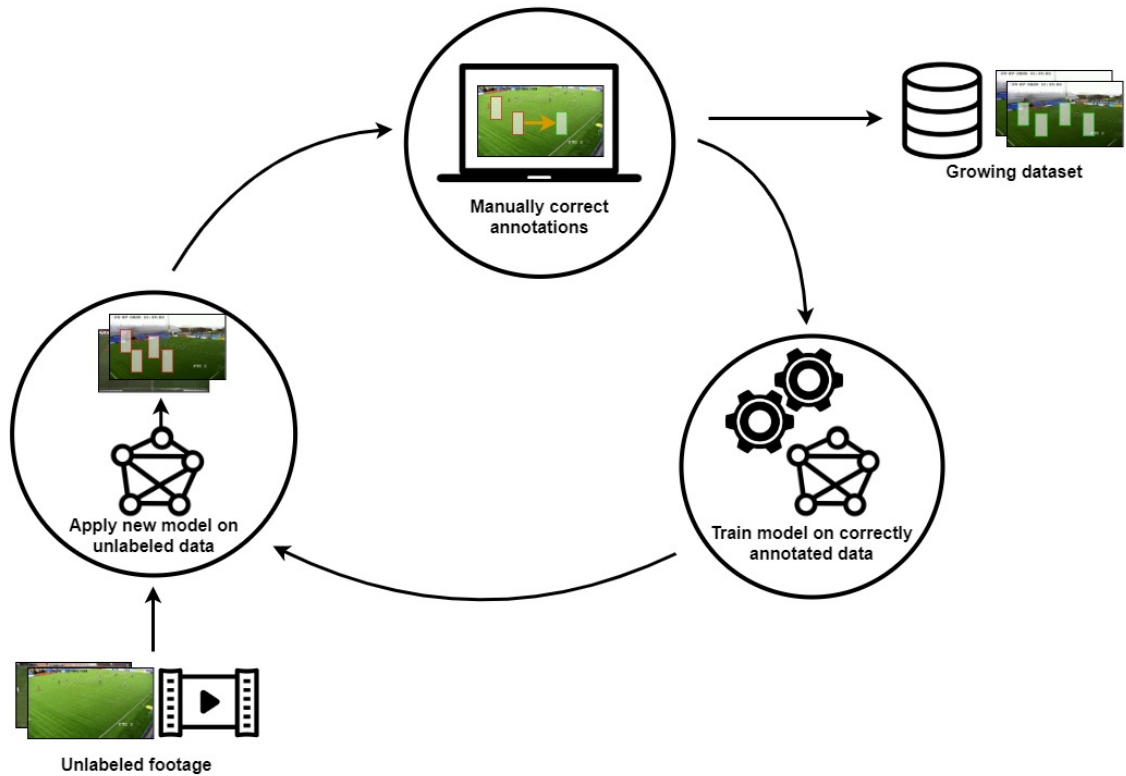 Manually correct
annotations
Growing dataset
Apply new model on
unlabeled data
Train model on correctly
annotated data
Unlabeled footage